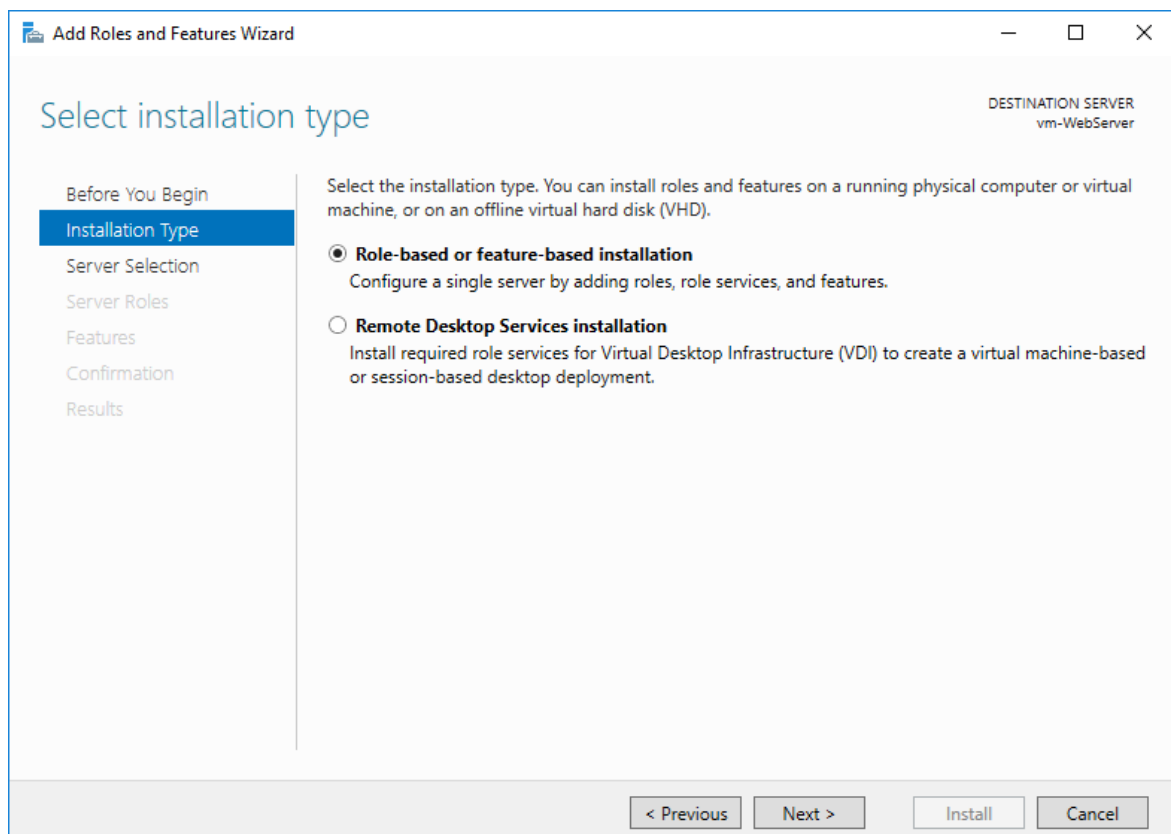 Add Roles and Features Wizard
Select installation type
DESTINATION SERVER
vm-WebServer
Before You Begin
Installation Type
Server Selection
Server Roles
Features
Confirmation
Results
Select the installation type. You can install roles and features on a running physical computer or virtual
machine, or on an offline virtual hard disk (VHD).
Role-based or feature-based installation
Configure a single server by adding roles, role services, and features.
Remote Desktop Services installation
Install required role services for Virtual Desktop Infrastructure (VDI) to create a virtual machine-based
or session-based desktop deployment.
< Previous
Next >
Install
Cancel